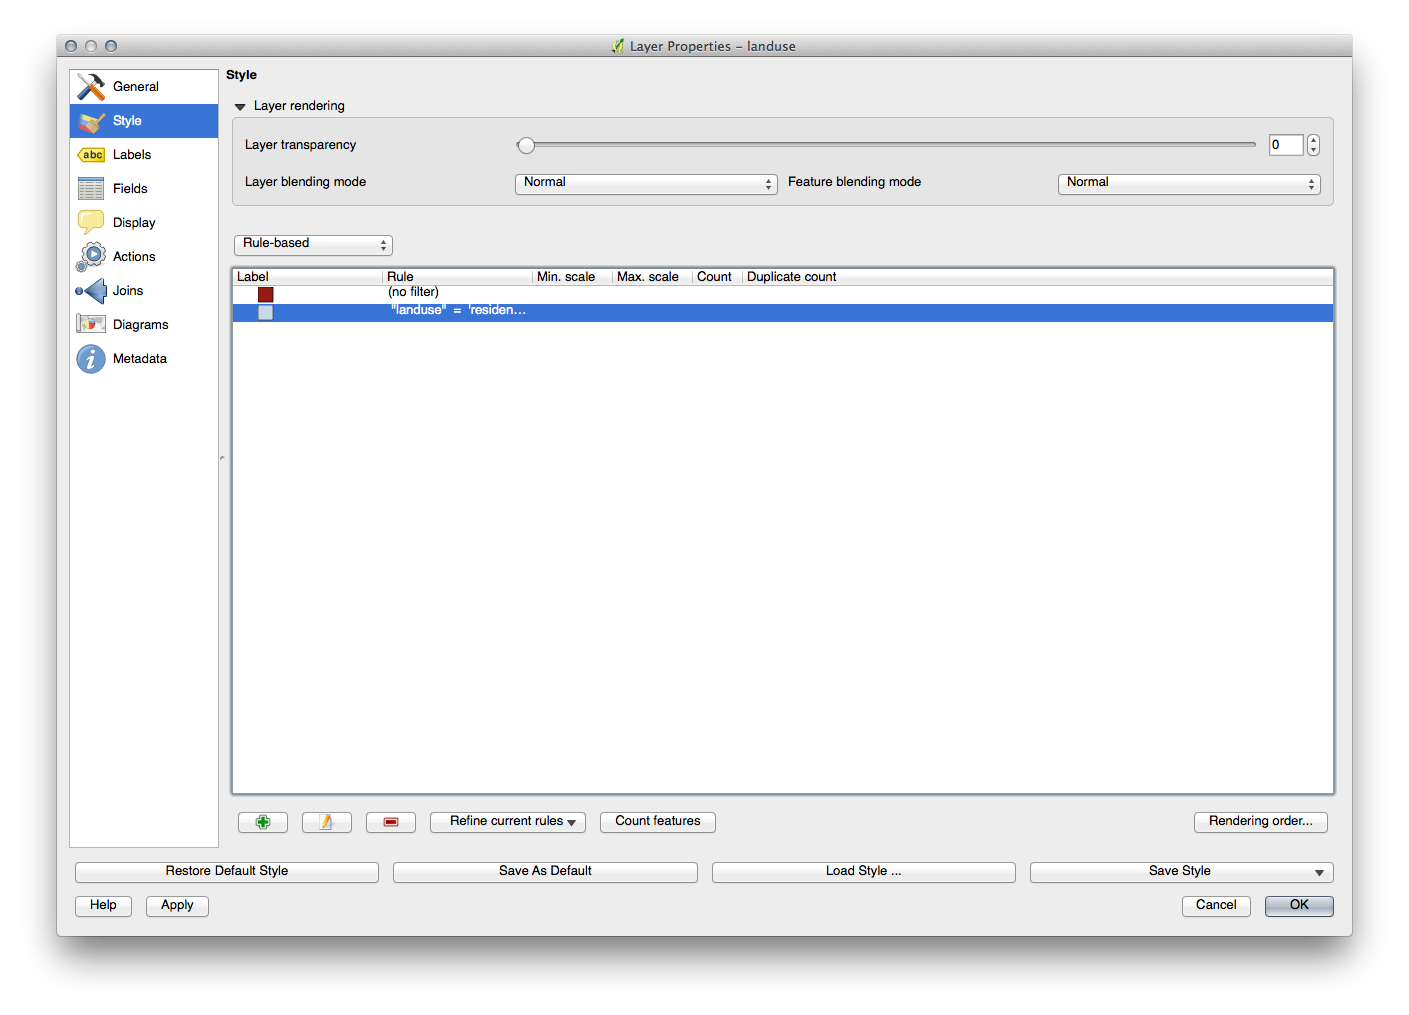 Layer Properties – landuse
General
Style
Labels
Fields
Display
Actions
Joins
Diagrams
Metadata
Style
Layer rendering
Layer transparency 0
Layer blending mode Normal Feature blending mode Normal
Rule-based
Label Rule Min. scale Max. scale Count Duplicate count
(no filter)
"landuse" = 'residen...
Refine current rules Count features Rendering order...
Restore Default Style Save As Default Load Style ... Save Style
Help Apply Cancel OK
abc
i